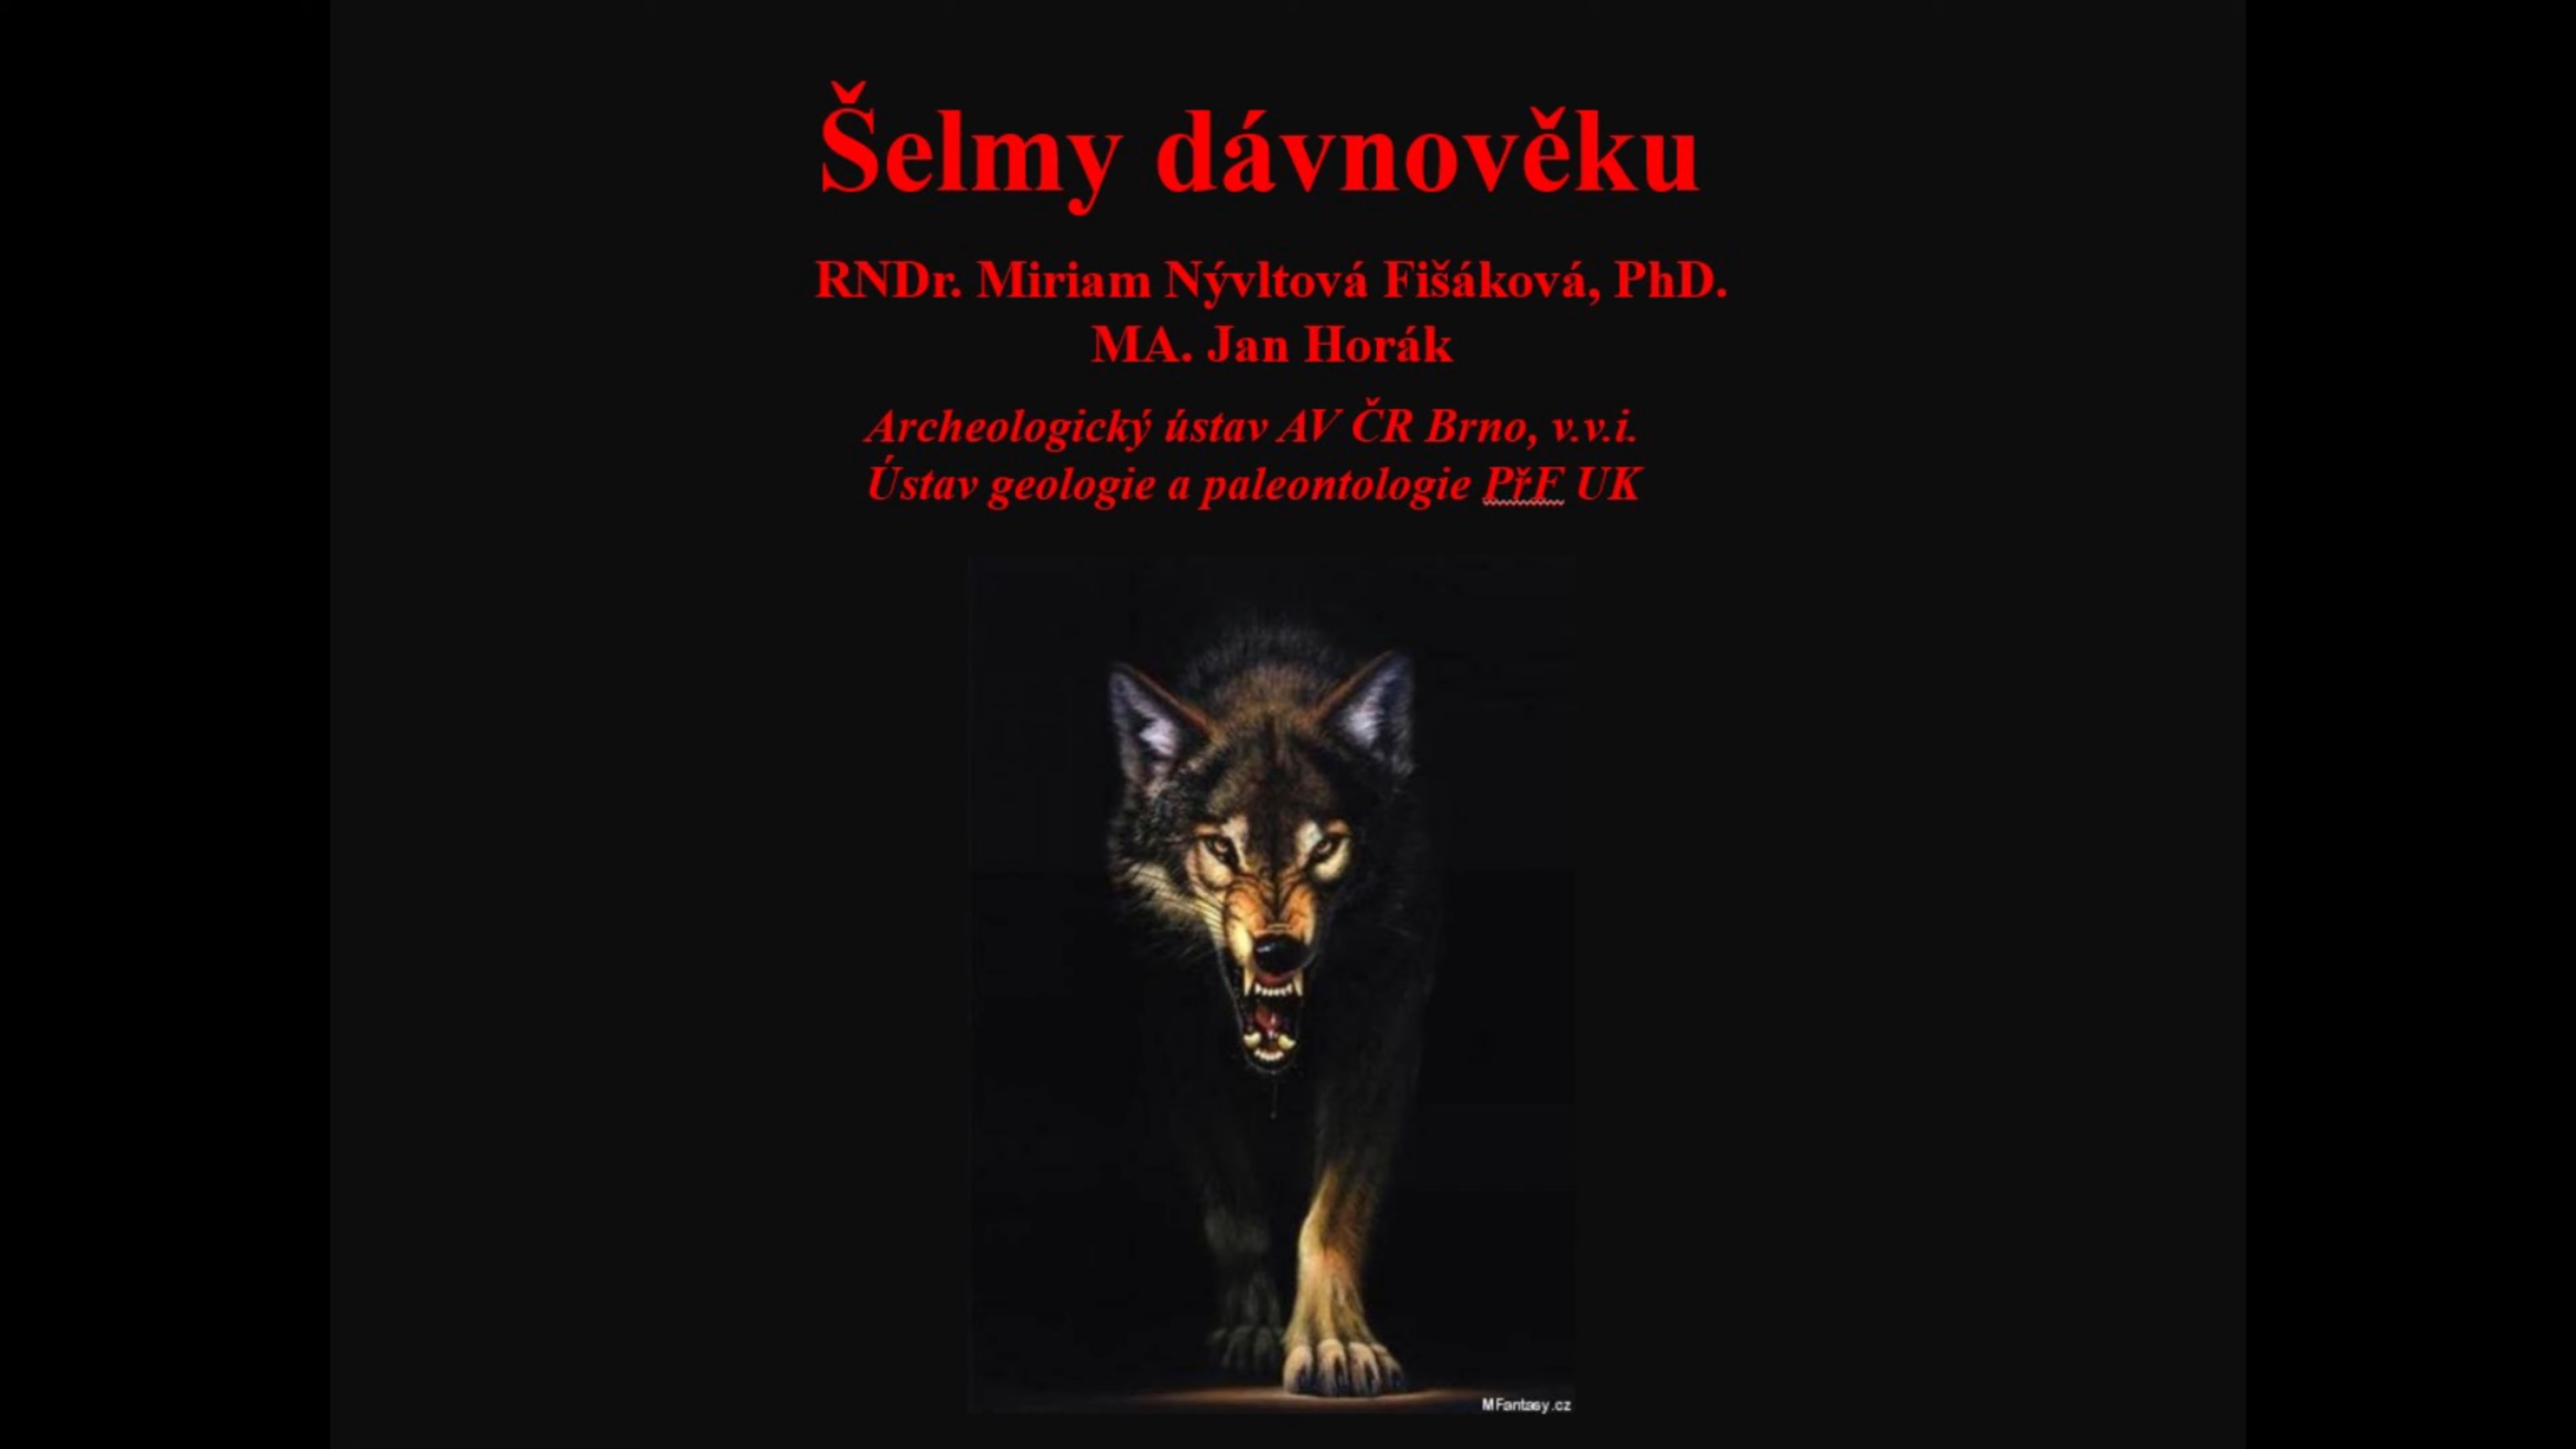 Šelmy dávnověku
RNDr. Miriam Nývltová Fišáková, PhD.
MA. Jan Horák
Archeologický ústav AV ČR Brno, v.v.i.
Ústav geologie a paleontologie PřF UK
MFantasy.cz